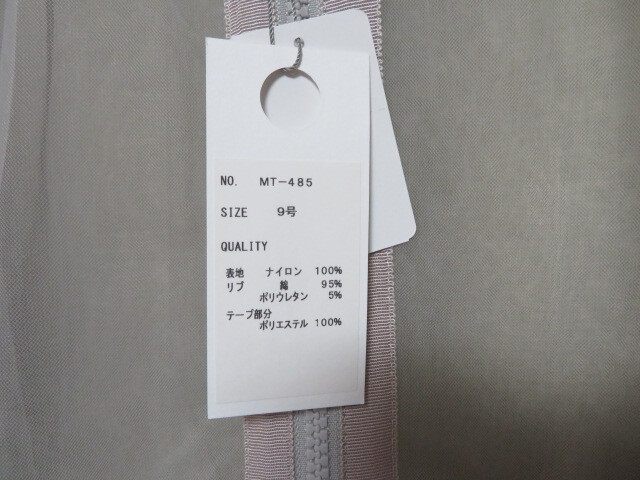 NO. MT-485
SIZE 9号
QUALITY
表地 ナイロン 100%
リブ 綿 95%
ポリウレタン 5%
テープ部分
ポリエステル 100%